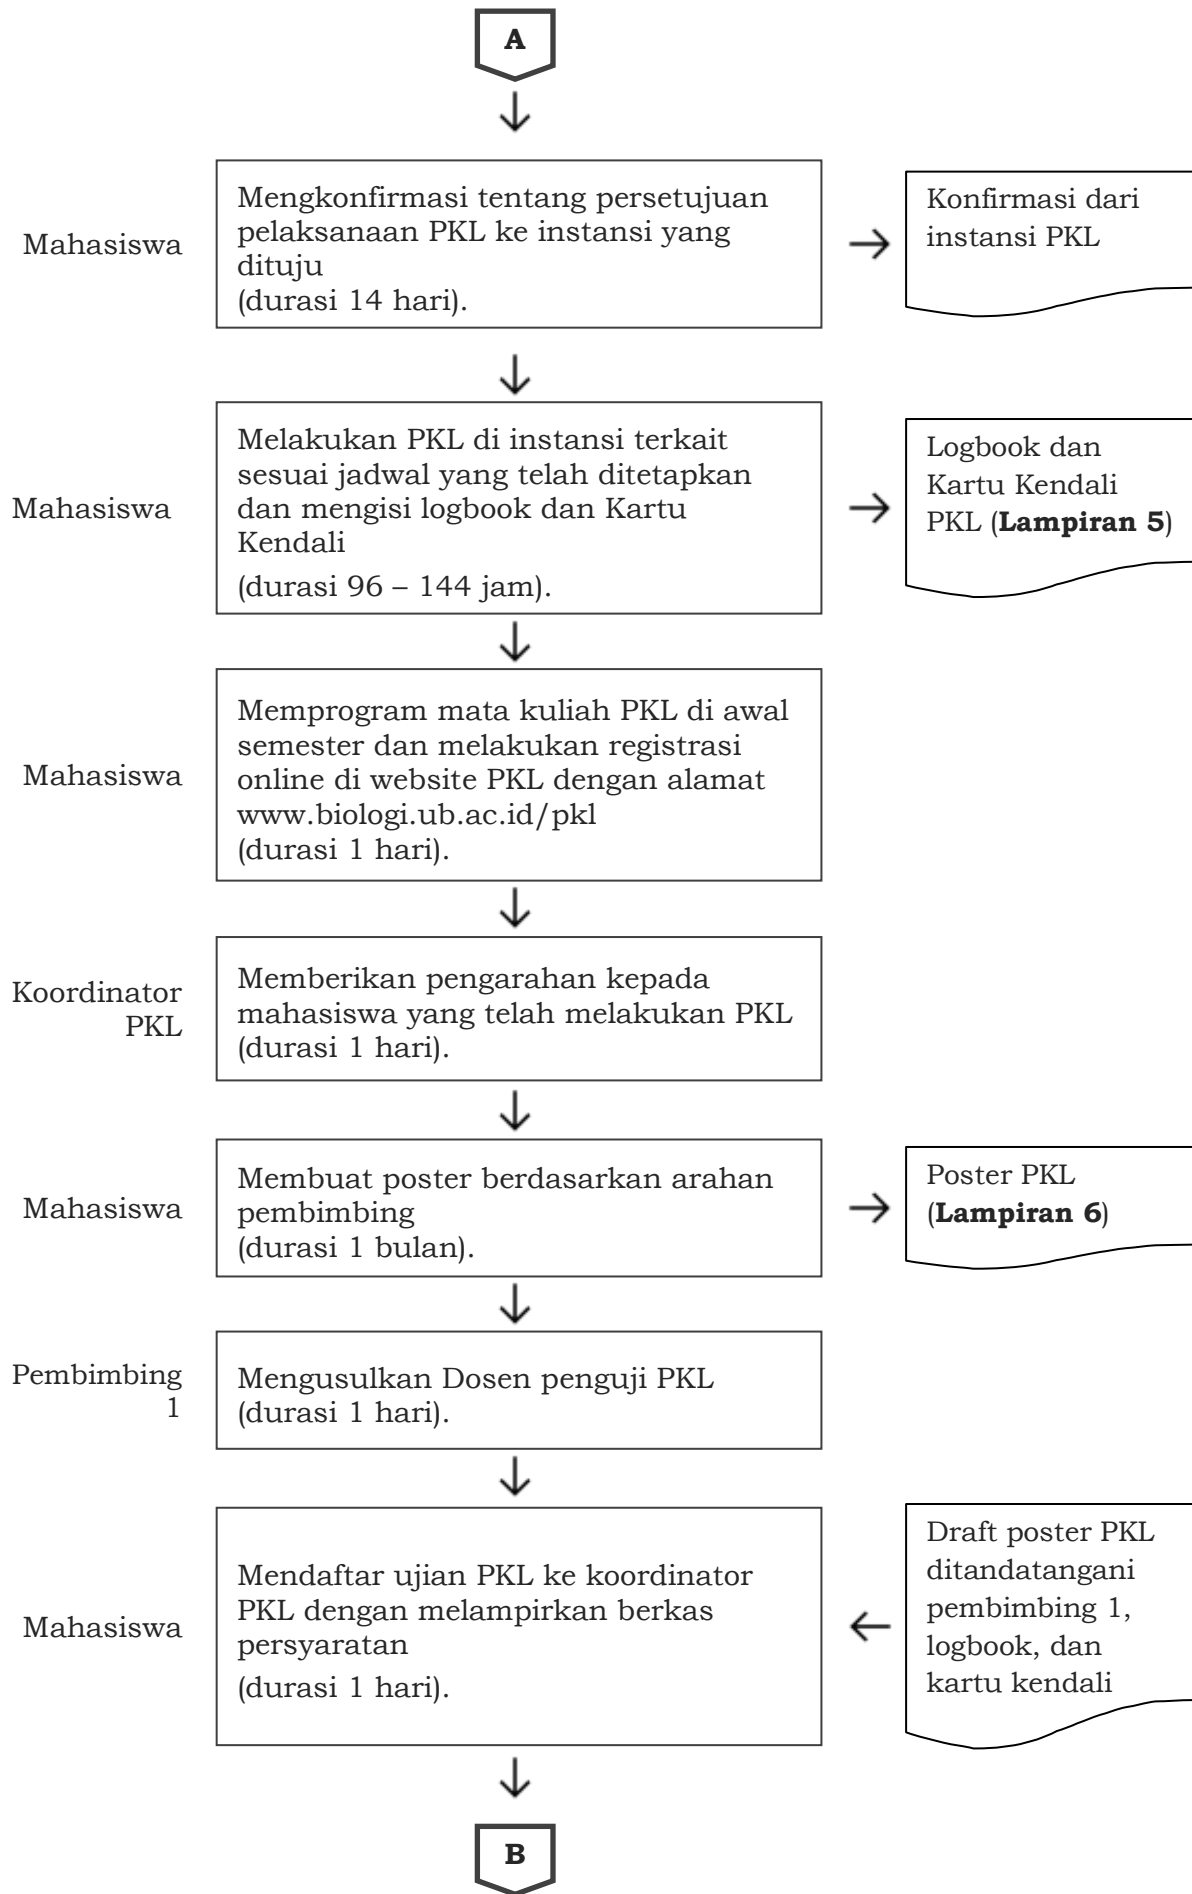 A
Mahasiswa
Mengkonfirmasi tentang persetujuan
pelaksanaan PKL ke instansi yang
dituju
(durasi 14 hari).
Konfirmasi dari
instansi PKL
Mahasiswa
Melakukan PKL di instansi terkait
sesuai jadwal yang telah ditetapkan
dan mengisi logbook dan Kartu
Kendali
(durasi 96 – 144 jam).
Logbook dan
Kartu Kendali
PKL (Lampiran 5)
Mahasiswa
Memprogram mata kuliah PKL di awal
semester dan melakukan registrasi
online di website PKL dengan alamat
www.biologi.ub.ac.id/pkl
(durasi 1 hari).
Koordinator
PKL
Memberikan pengarahan kepada
mahasiswa yang telah melakukan PKL
(durasi 1 hari).
Mahasiswa
Membuat poster berdasarkan arahan
pembimbing
(durasi 1 bulan).
Poster PKL
(Lampiran 6)
Pembimbing
1
Mengusulkan Dosen penguji PKL
(durasi 1 hari).
Mahasiswa
Mendaftar ujian PKL ke koordinator
PKL dengan melampirkan berkas
persyaratan
(durasi 1 hari).
Draft poster PKL
ditandatangani
pembimbing 1,
logbook, dan
kartu kendali
B